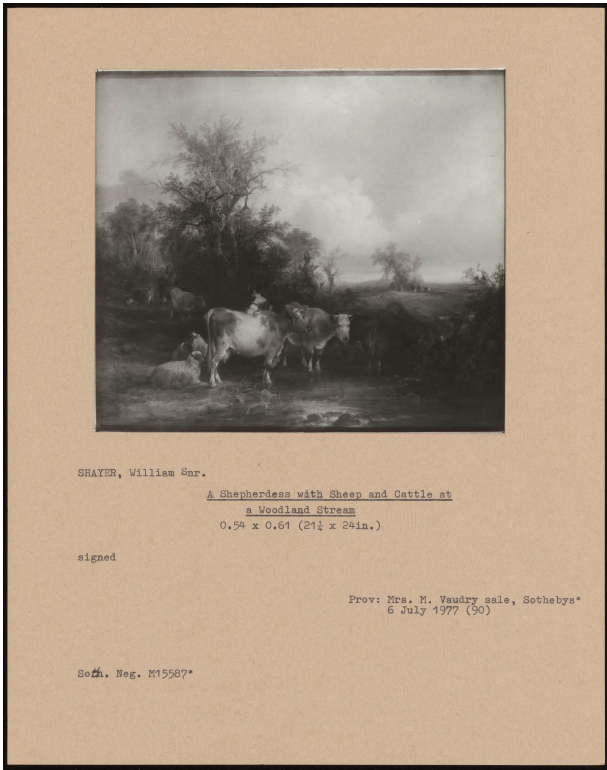 SHAYER, William Snr.
A Shepherdess with Sheep and Cattle at
a Woodland Stream
0.54 x 0.61 (21¼ x 24in.)
signed
Prov: Mrs. M. Vaudry sale, Sothebys*
6 July 1977 (90)
Soth. Neg. M15587*